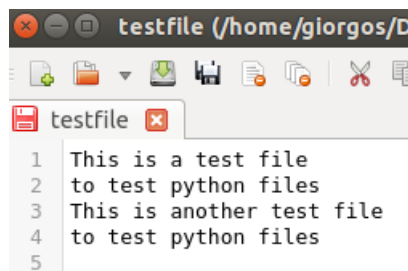 testfile (/home/giorgos/D
testfile
1 This is a test file
2 to test python files
3 This is another test file
4 to test python files
5